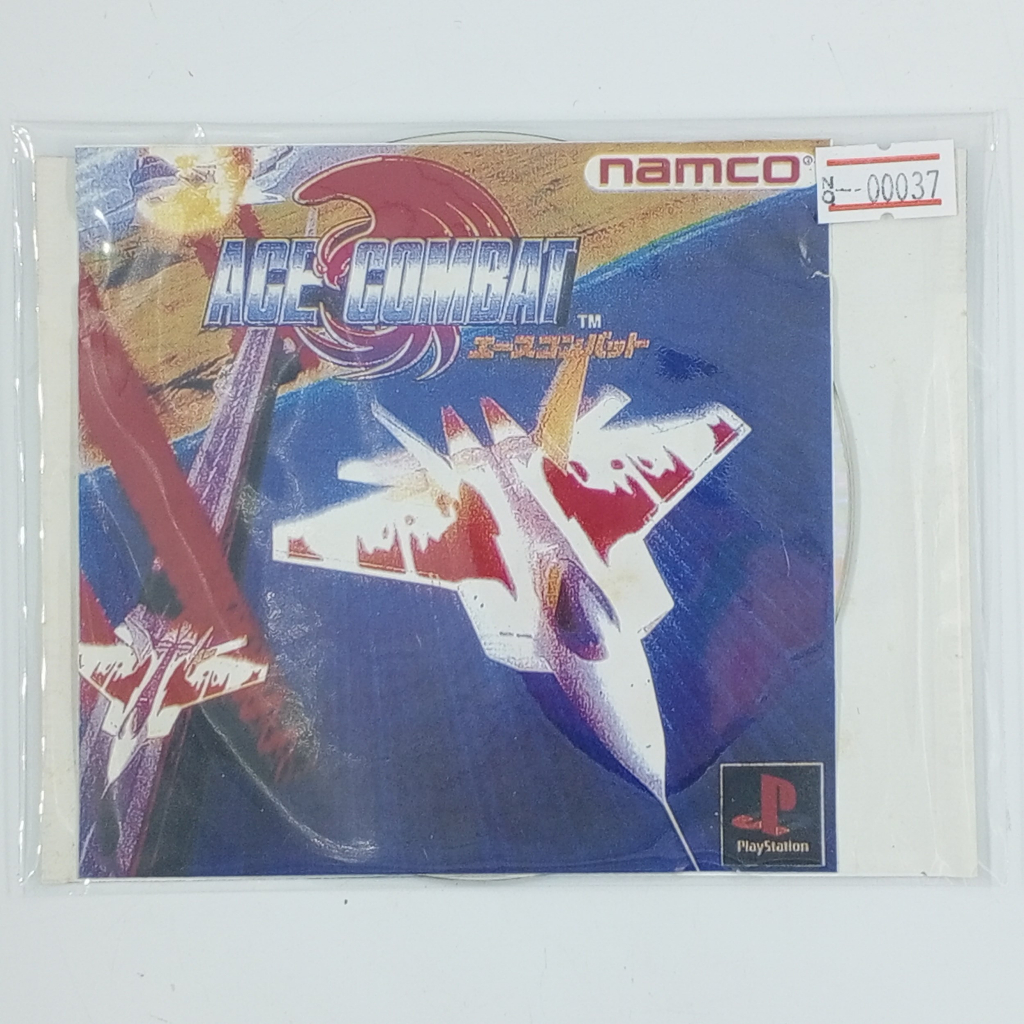 namco®
No -- 00037
ACE COMBAT
TM
エースコンバット
PlayStation